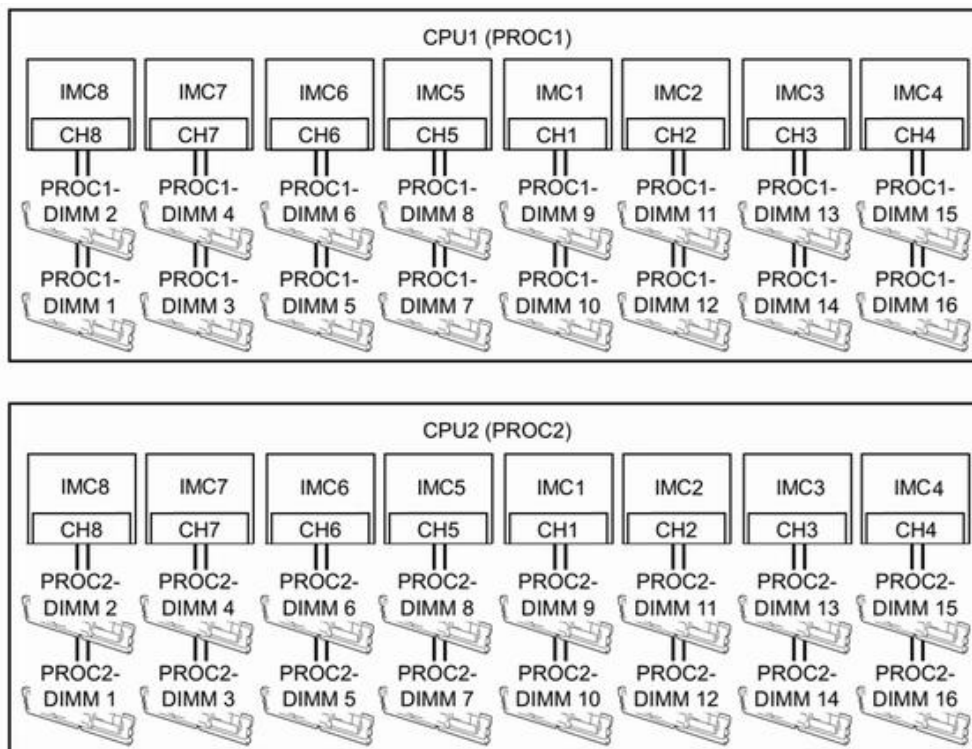 CPU1 (PROC1)
IMC8 IMC7 IMC6 IMC5 IMC1 IMC2 IMC3 IMC4
CH8 CH7 CH6 CH5 CH1 CH2 CH3 CH4
PROC1- PROC1- PROC1- PROC1- PROC1- PROC1- PROC1- PROC1-
DIMM 2 DIMM 4 DIMM 6 DIMM 8 DIMM 9 DIMM 11 DIMM 13 DIMM 15
PROC1- PROC1- PROC1- PROC1- PROC1- PROC1- PROC1- PROC1-
DIMM 1 DIMM 3 DIMM 5 DIMM 7 DIMM 10 DIMM 12 DIMM 14 DIMM 16
CPU2 (PROC2)
IMC8 IMC7 IMC6 IMC5 IMC1 IMC2 IMC3 IMC4
CH8 CH7 CH6 CH5 CH1 CH2 CH3 CH4
PROC2- PROC2- PROC2- PROC2- PROC2- PROC2- PROC2- PROC2-
DIMM 2 DIMM 4 DIMM 6 DIMM 8 DIMM 9 DIMM 11 DIMM 13 DIMM 15
PROC2- PROC2- PROC2- PROC2- PROC2- PROC2- PROC2- PROC2-
DIMM 1 DIMM 3 DIMM 5 DIMM 7 DIMM 10 DIMM 12 DIMM 14 DIMM 16